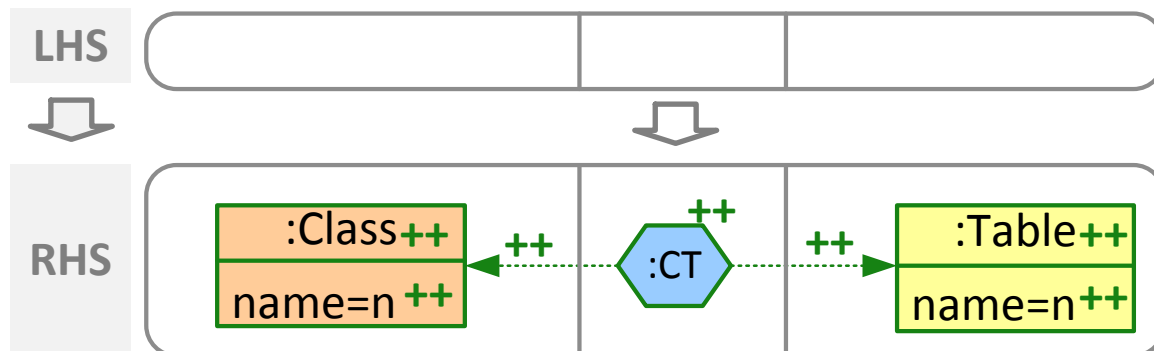 LHS
RHS
:Class++
name=n ++
++
++
:CT
++
:Table++
name=n++